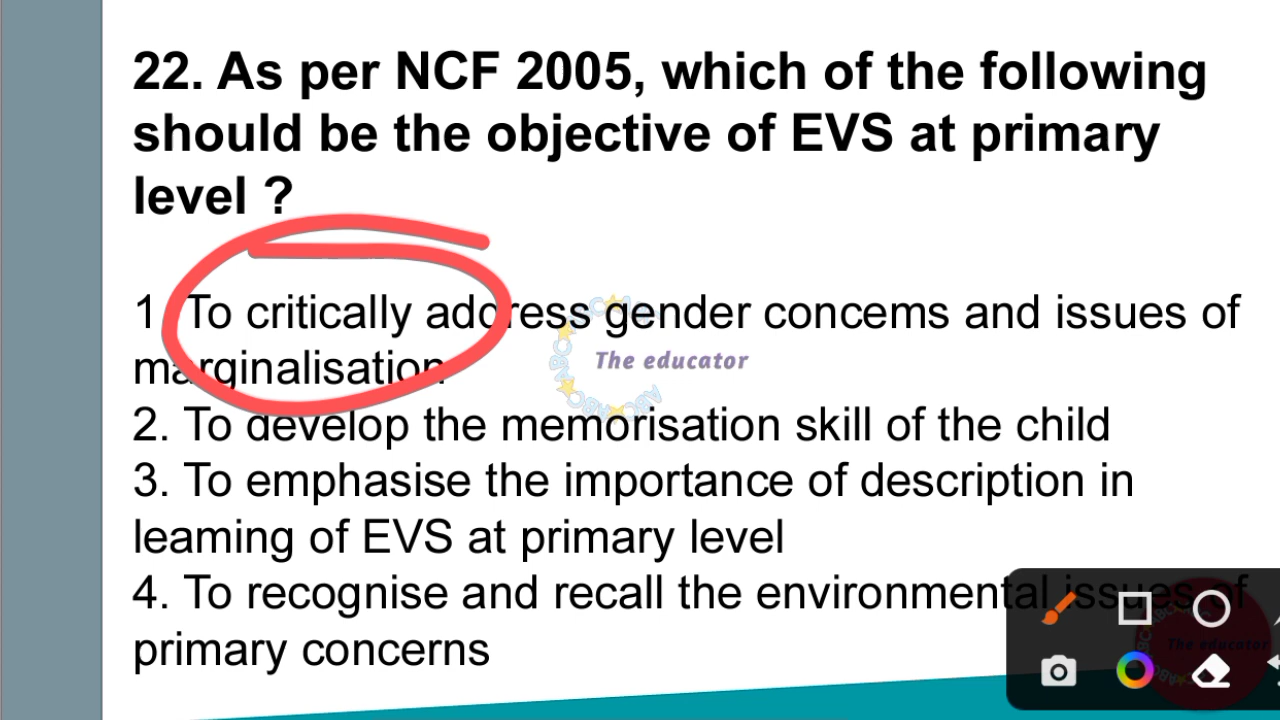 22. As per NCF 2005, which of the following
should be the objective of EVS at primary
level ?
1. To critically address gender concems and issues of
marginalisation
The educator
2. To develop the memorisation skill of the child
3. To emphasise the importance of description in
leaming of EVS at primary level
4. To recognise and recall the environmental issues of
The educator
primary concerns